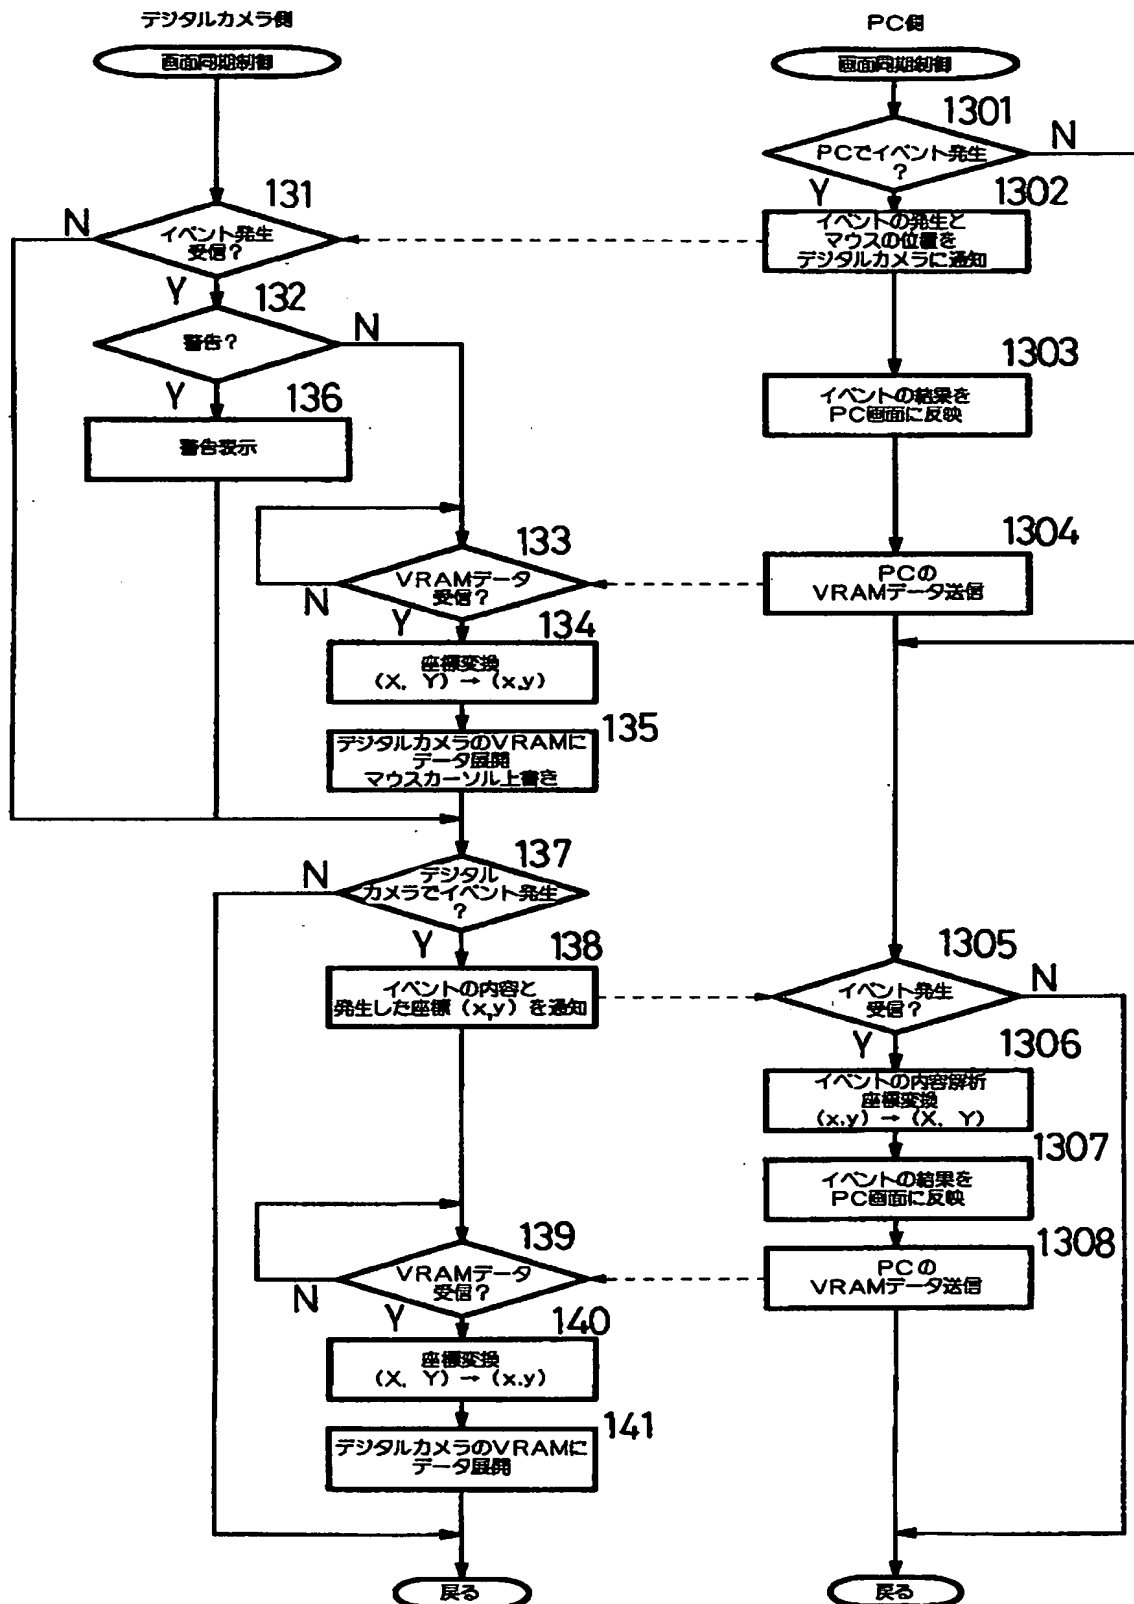 デジタルカメラ側
画面同期制御
131
イベント発生
受信?
N
Y
132
警告?
N
Y
136
警告表示
133
VRAMデータ
受信?
N
Y
134
座標変換
(X, Y) → (x,y)
135
デジタルカメラのVRAMに
データ展開
マウスカーソル上書き
137
デジタル
カメラでイベント発生
?
N
Y
138
イベントの内容と
発生した座標 (x,y) を通知
139
VRAMデータ
受信?
N
Y
140
座標変換
(X, Y) → (x,y)
141
デジタルカメラのVRAMに
データ展開
戻る
PC側
画面同期制御
1301
PCでイベント発生
?
N
Y
1302
イベントの発生と
マウスの位置を
デジタルカメラに通知
1303
イベントの結果を
PC画面に反映
1304
PCの
VRAMデータ送信
1305
イベント発生
受信?
N
Y
1306
イベントの内容解析
座標変換
(x,y) → (X, Y)
1307
イベントの結果を
PC画面に反映
1308
PCの
VRAMデータ送信
戻る